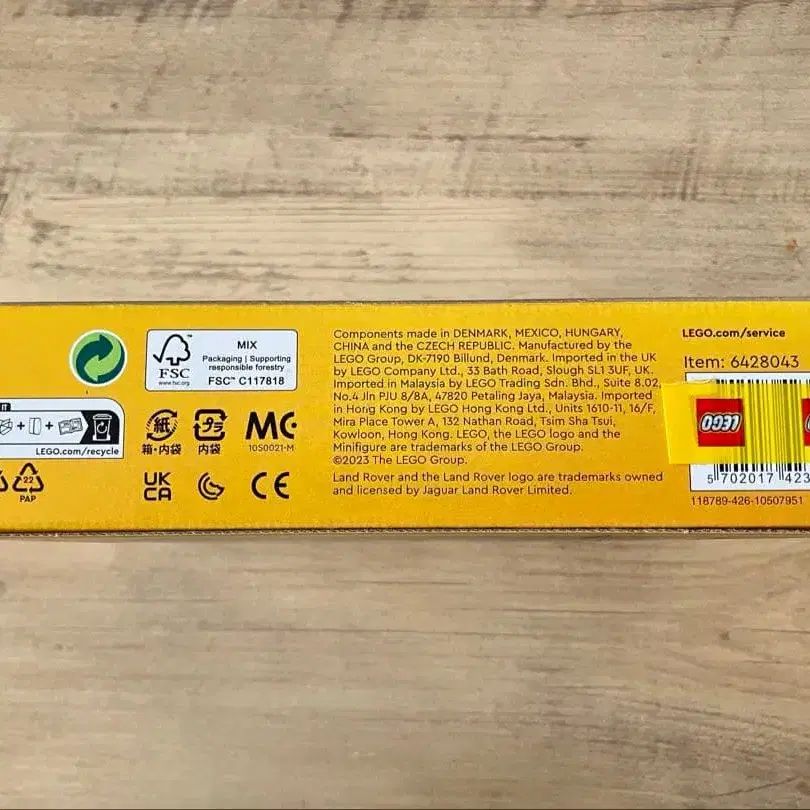 FSC
www.fsc.org
MIX
Packaging | Supporting
responsible forestry
FSC™ C117818
LEGO.com/recycle
22
PAP
紙
箱・内袋
プラ
内袋
MC
1050021-M
UK
CA
CE
Components made in DENMARK, MEXICO, HUNGARY,
CHINA and the CZECH REPUBLIC. Manufactured by the
LEGO Group, DK-7190 Billund, Denmark. Imported in the UK
by LEGO Company Ltd., 33 Bath Road, Slough SL1 3UF, UK.
Imported in Malaysia by LEGO Trading Sdn. Bhd., Suite 8.02,
No.4 Jln PJU 8/8A, 47820 Petaling Jaya, Malaysia. Imported
in Hong Kong by LEGO Hong Kong Ltd., Units 1610-11, 16/F,
Mira Place Tower A, 132 Nathan Road, Tsim Sha Tsui,
Kowloon, Hong Kong. LEGO, the LEGO logo and the
Minifigure are trademarks of the LEGO Group.
©2023 The LEGO Group.
Land Rover and the Land Rover logo are trademarks owned
and licensed by Jaguar Land Rover Limited.
LEGO.com/service
Item: 6428043
LEGO
5 702017 423
118789-426-10507951